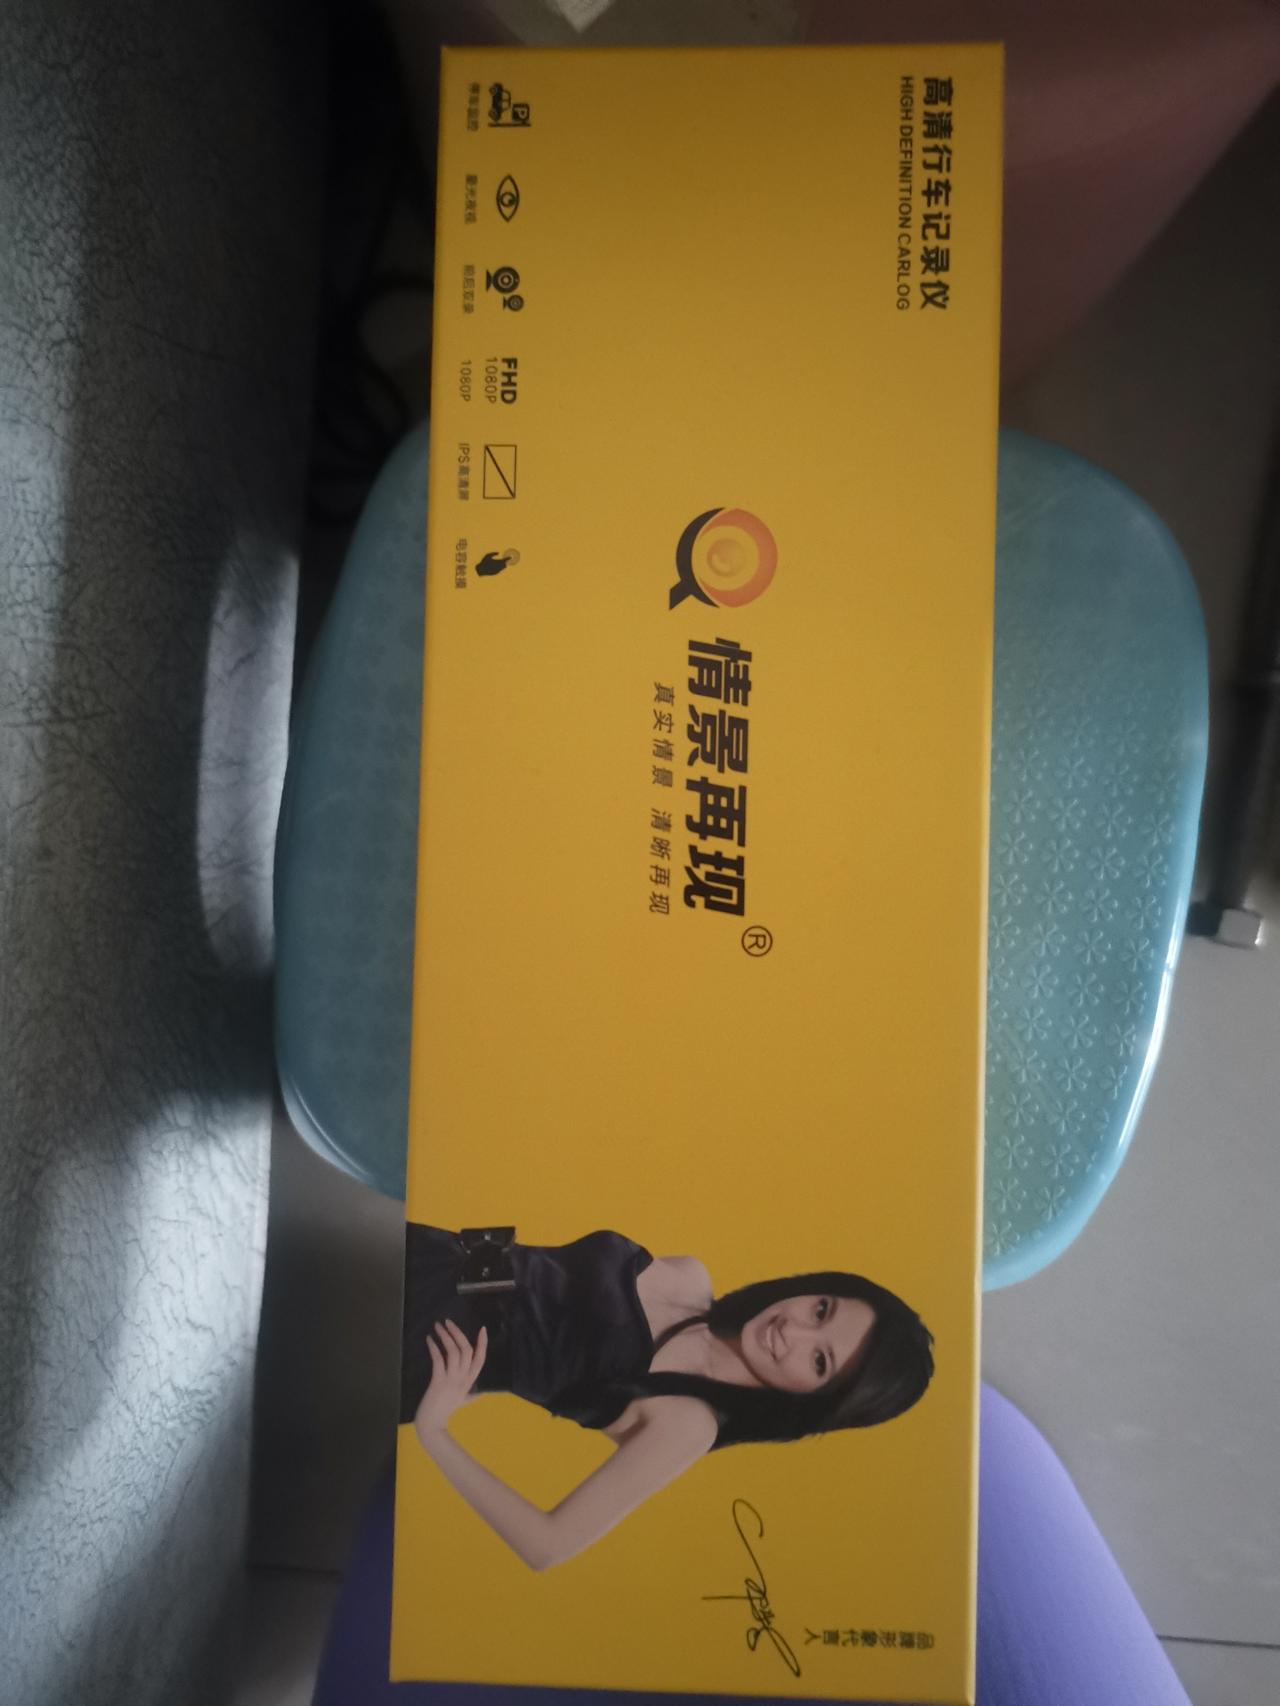 高清行车记录仪
HIGH DEFINITION CARLOG
情景再现®
真实情景 清晰再现
P
停车监控
星光夜视
前后双录
FHD
1080P
1080P
IPS高清屏
电容触摸
品牌形象代言人